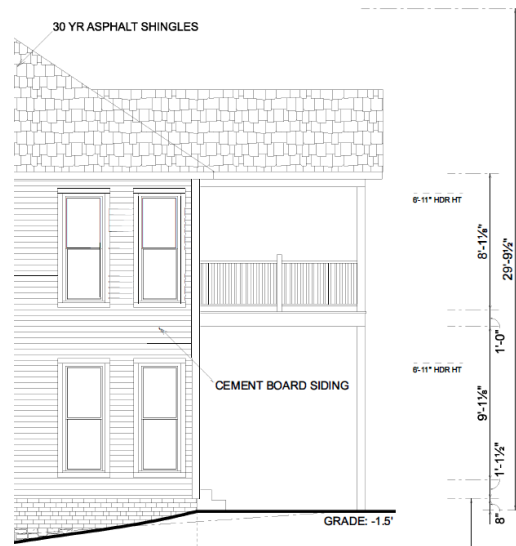 30 YR ASPHALT SHINGLES
6'-11" HDR HT
8'-1⅛"
29'-9½"
1'-0"
6'-11" HDR HT
9'-1⅛"
CEMENT BOARD SIDING
1'-1½"
8"
GRADE: -1.5'